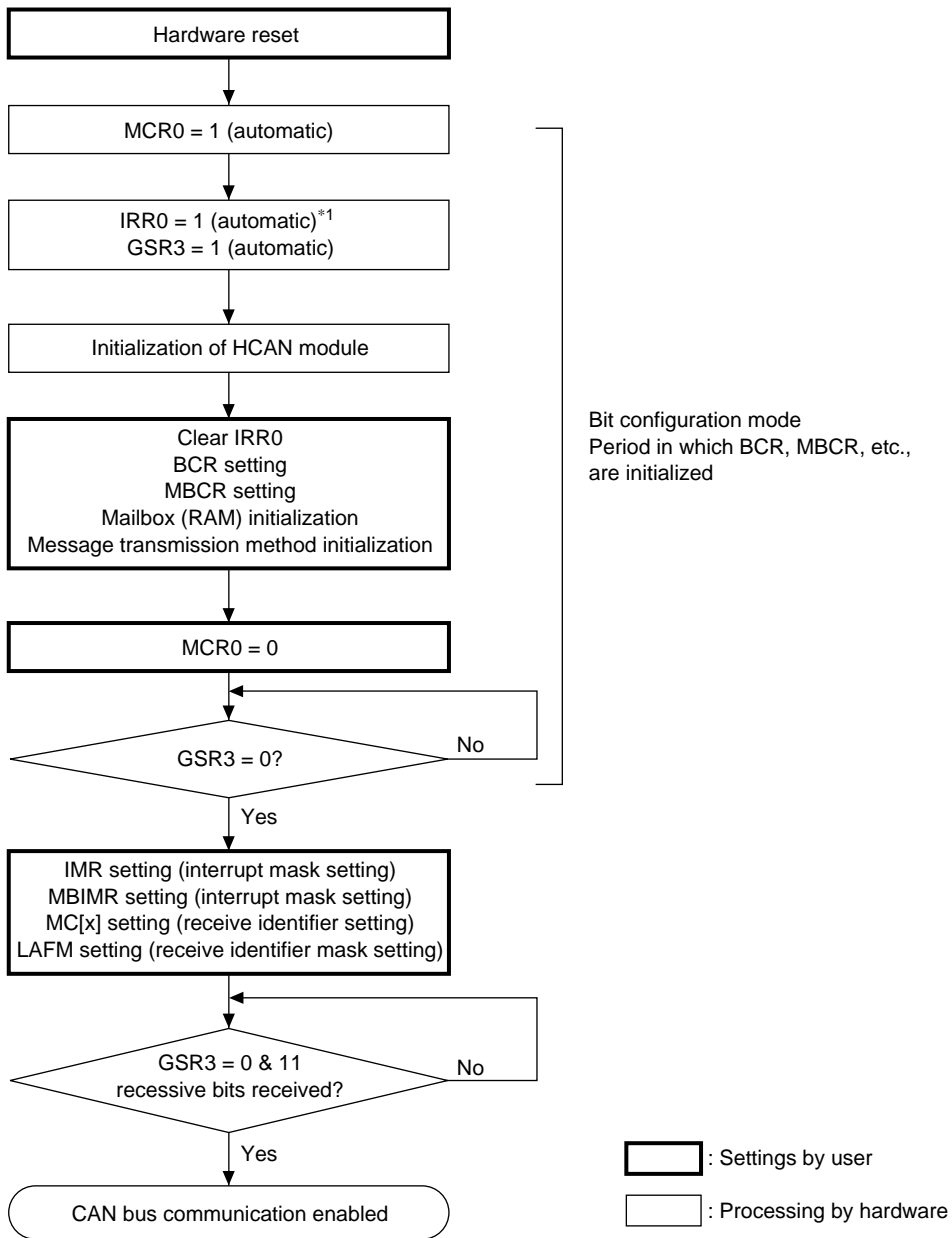 Hardware reset
MCR0 = 1 (automatic)
IRR0 = 1 (automatic)*1
GSR3 = 1 (automatic)
Initialization of HCAN module
Bit configuration mode
Period in which BCR, MBCR, etc.,
are initialized
Clear IRR0
BCR setting
MBCR setting
Mailbox (RAM) initialization
Message transmission method initialization
MCR0 = 0
GSR3 = 0?
No
Yes
IMR setting (interrupt mask setting)
MBIMR setting (interrupt mask setting)
MC[x] setting (receive identifier setting)
LAFM setting (receive identifier mask setting)
GSR3 = 0 & 11
recessive bits received?
No
Yes
CAN bus communication enabled
: Settings by user
: Processing by hardware